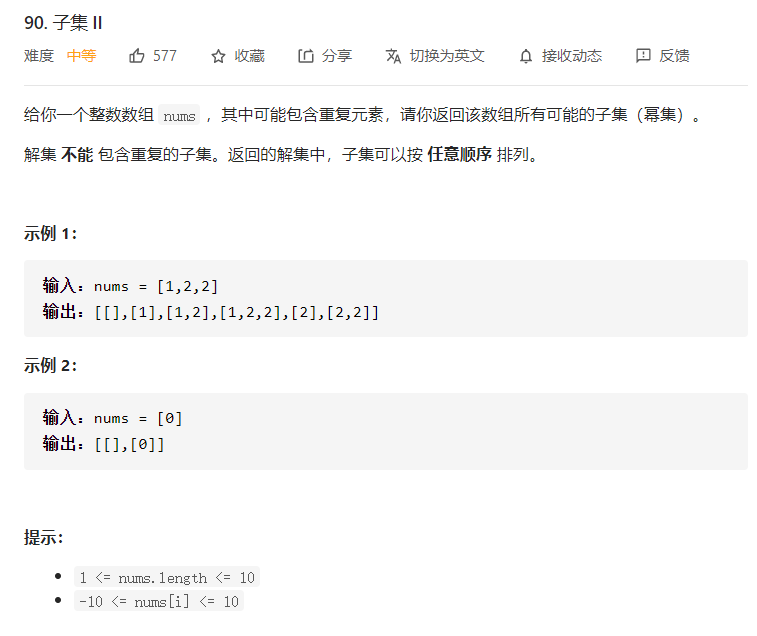 90. 子集 II
难度 中等 577 收藏 分享 切换为英文 接收动态 反馈
给你一个整数数组 nums ，其中可能包含重复元素，请你返回该数组所有可能的子集（幂集）。
解集 不能 包含重复的子集。返回的解集中，子集可以按 任意顺序 排列。
示例 1：
输入：nums = [1,2,2]
输出：[[],[1],[1,2],[1,2,2],[2],[2,2]]
示例 2：
输入：nums = [0]
输出：[[],[0]]
提示：
1 <= nums.length <= 10
-10 <= nums[i] <= 10